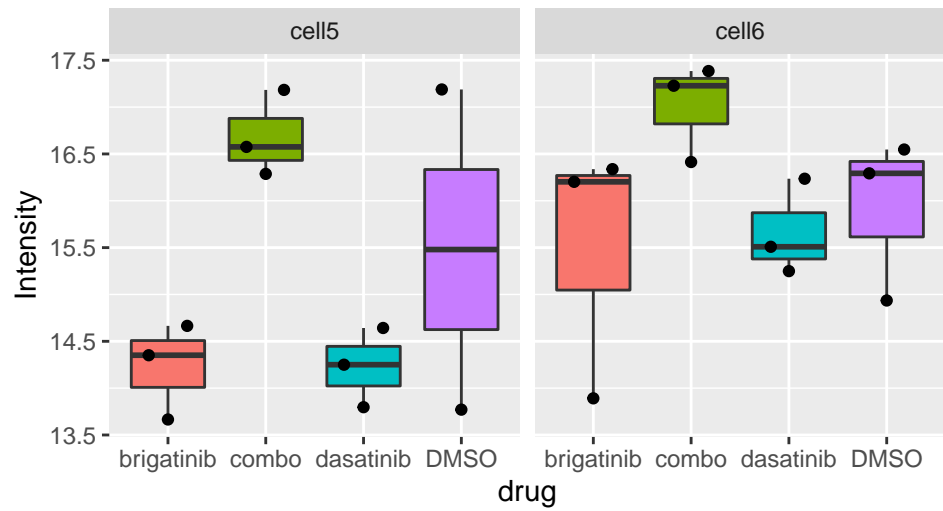 cell5 cell6
17.5
16.5
15.5
14.5
13.5
Intensity
brigatinib combo dasatinib DMSO brigatinib combo dasatinib DMSO
drug